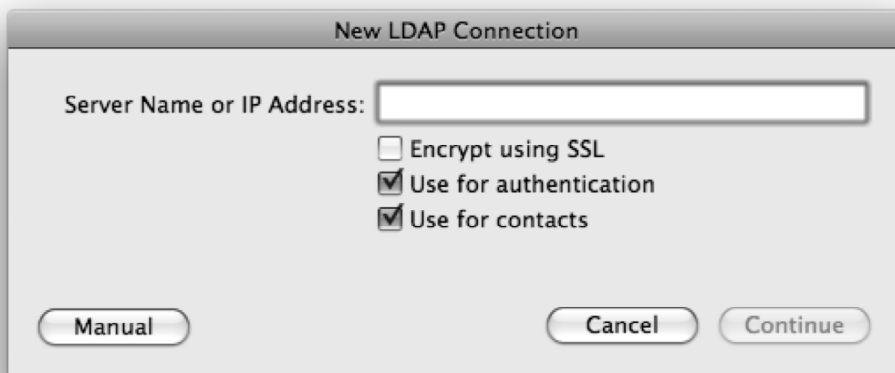 New LDAP Connection
Server Name or IP Address:
Encrypt using SSL
Use for authentication
Use for contacts
Manual
Cancel
Continue